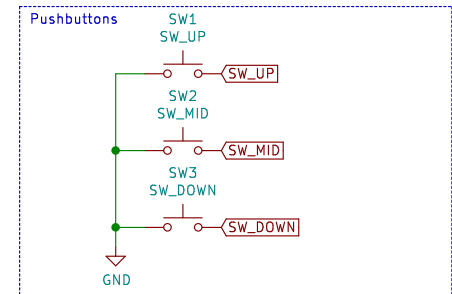 Pushbuttons
SW1
SW_UP
SW_UP
SW2
SW_MID
SW_MID
SW3
SW_DOWN
SW_DOWN
GND